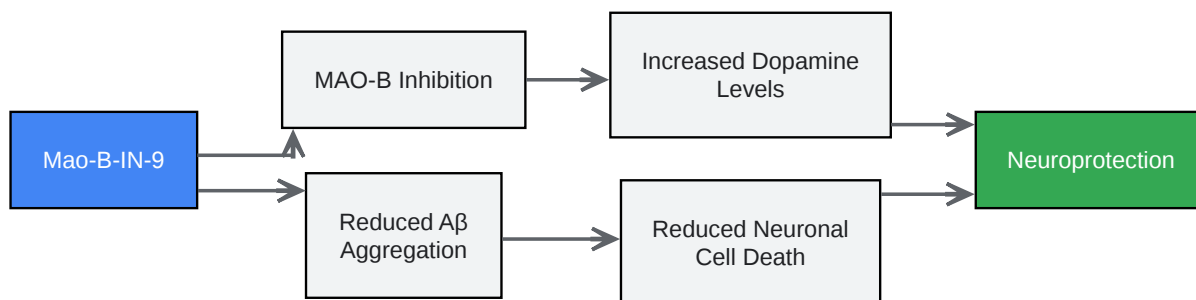 Mao-B-IN-9
MAO-B Inhibition
Increased Dopamine
Levels
Reduced Aβ
Aggregation
Reduced Neuronal
Cell Death
Neuroprotection